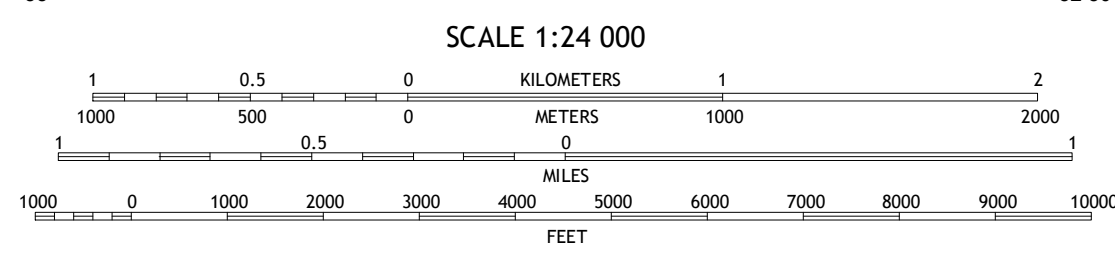 SCALE 1:24 000
1 0.5 0 KILOMETERS 1 2
1000 500 0 METERS 1000 2000
1 0.5 0 1
MILES
1000 0 1000 2000 3000 4000 5000 6000 7000 8000 9000 10000
FEET